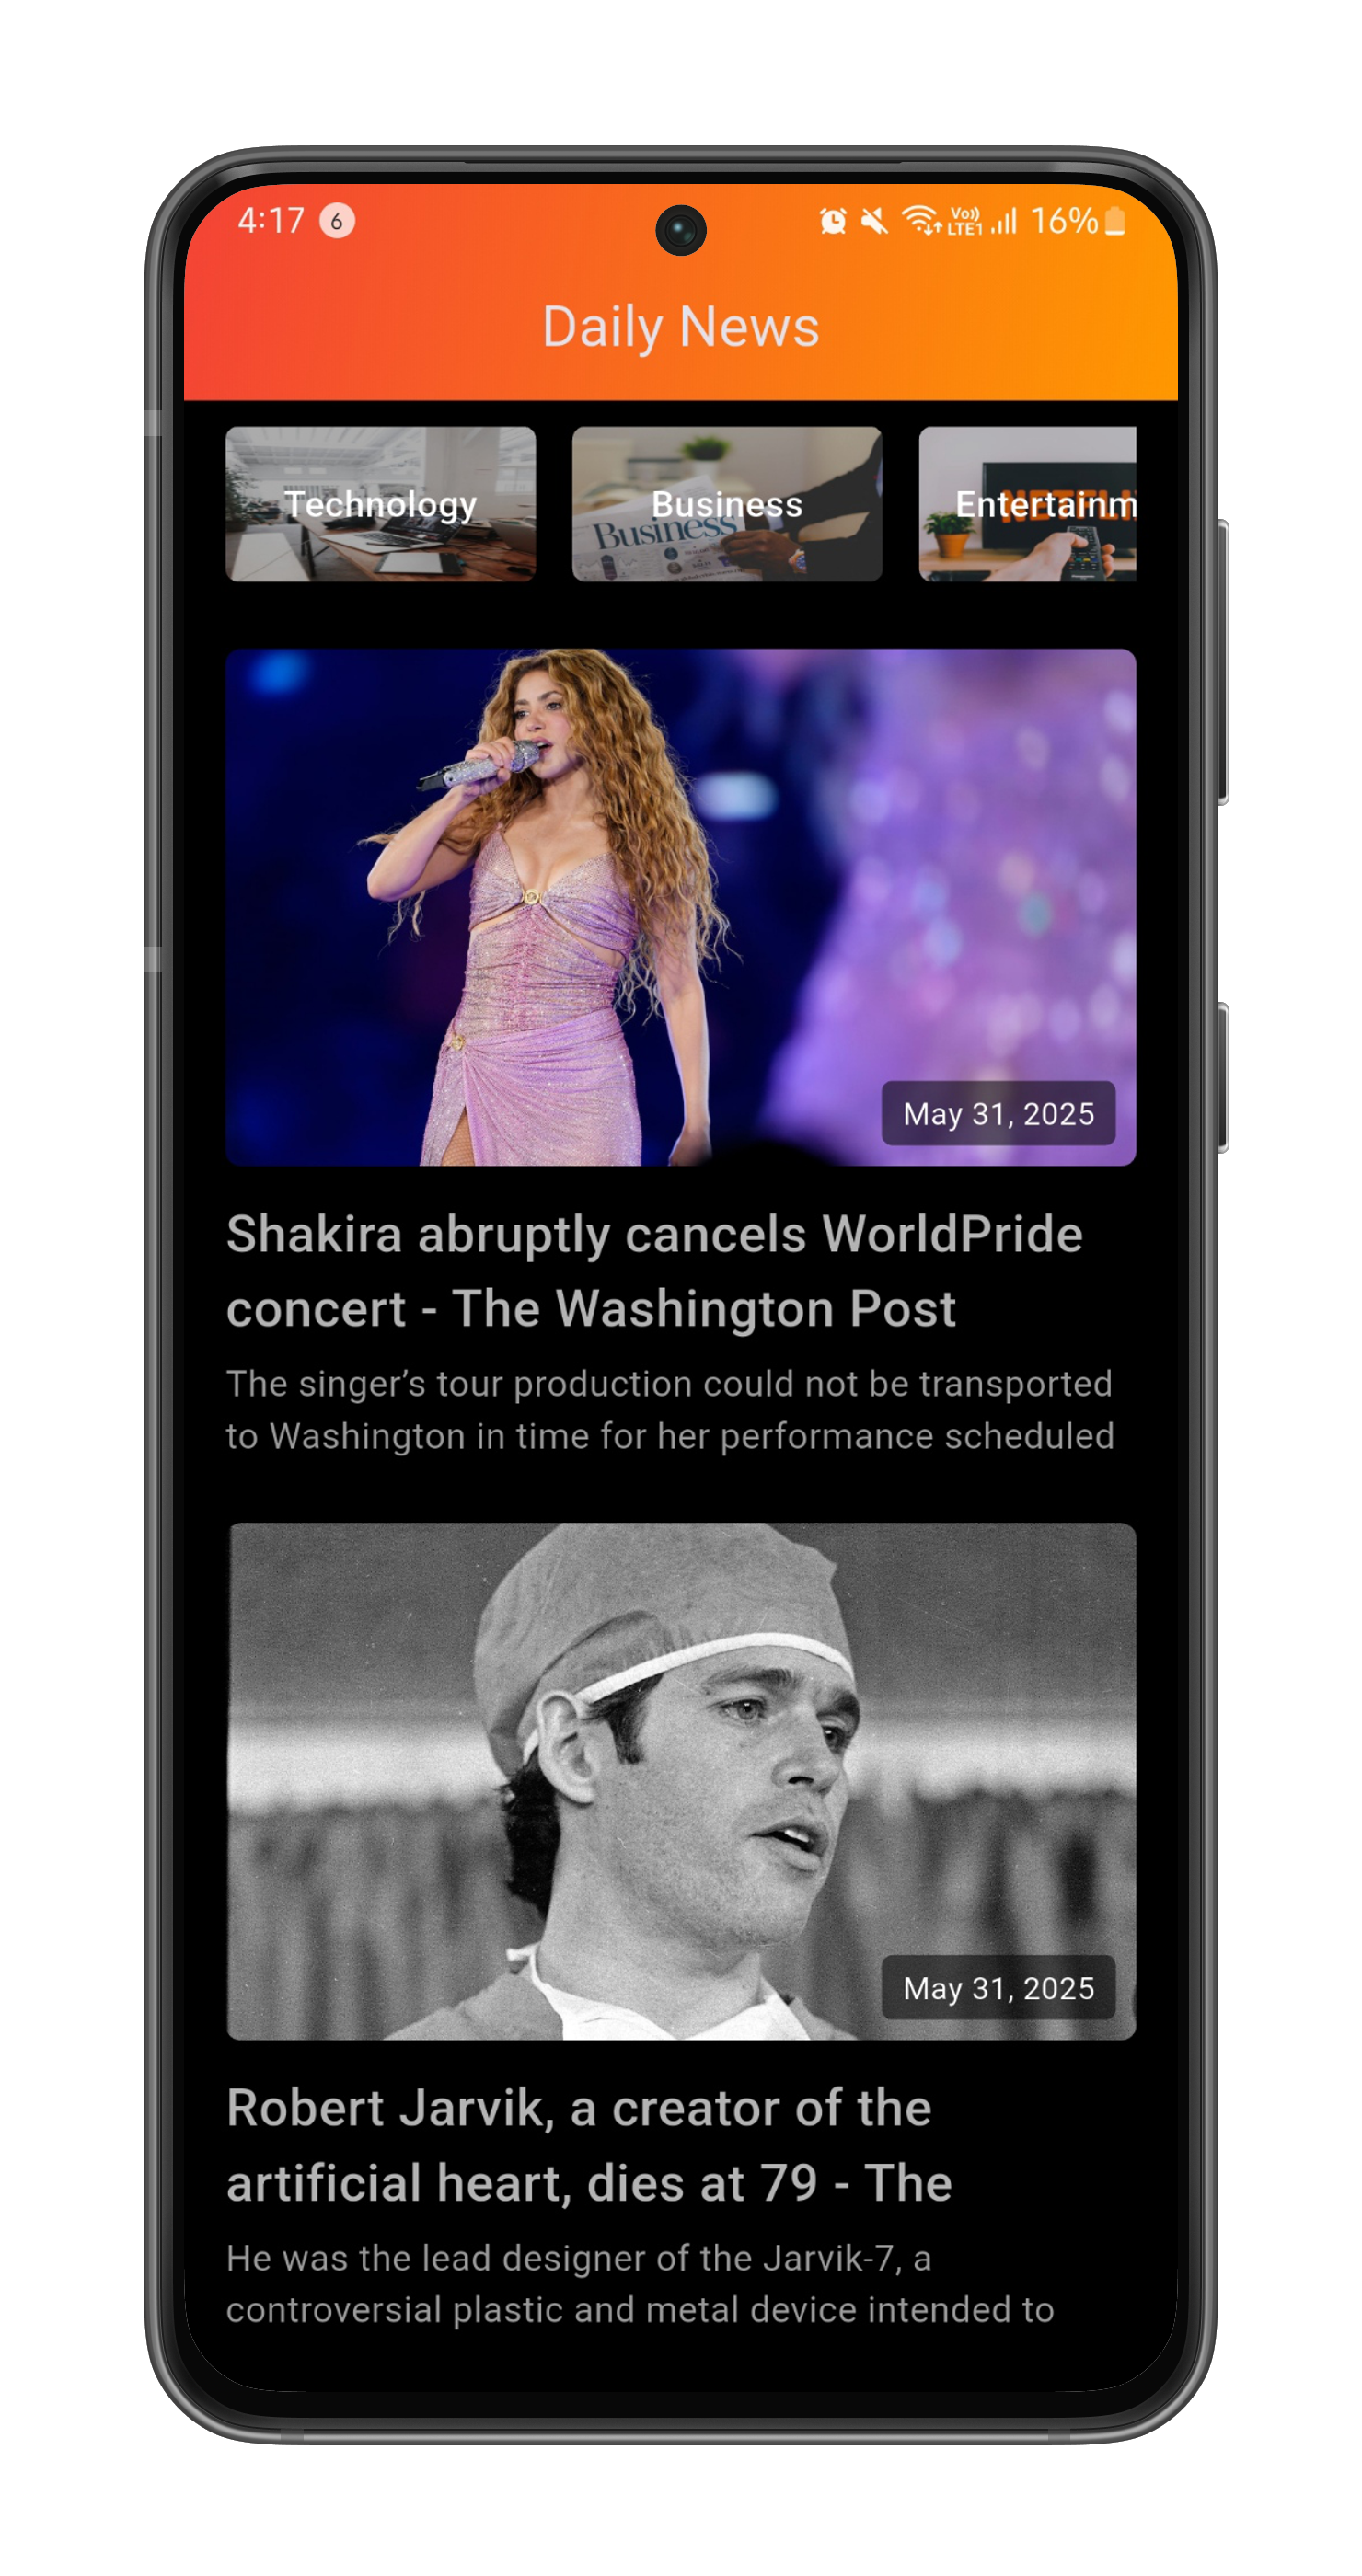 4:17 6 Vo)) LTE1 16%
Daily News
Technology
Business
Business
Entertainm
NETFLI
May 31, 2025
Shakira abruptly cancels WorldPride
concert - The Washington Post
The singer’s tour production could not be transported
to Washington in time for her performance scheduled
May 31, 2025
Robert Jarvik, a creator of the
artificial heart, dies at 79 - The
He was the lead designer of the Jarvik-7, a
controversial plastic and metal device intended to